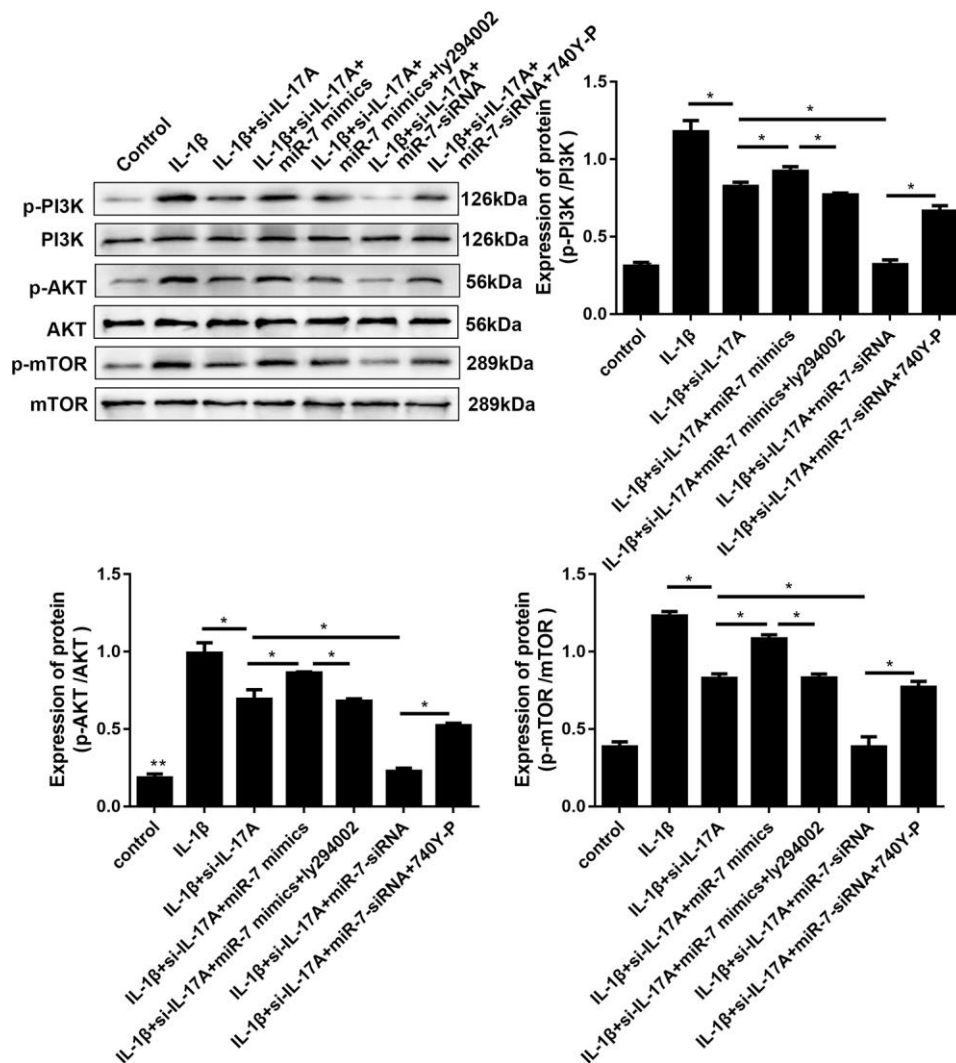 Control
IL-1β
IL-1β+si-IL-17A
IL-1β+si-IL-17A+
miR-7 mimics
IL-1β+si-IL-17A+
miR-7 mimics+ly294002
IL-1β+si-IL-17A+
miR-7-siRNA
IL-1β+si-IL-17A+
miR-7-siRNA+740Y-P
p-PI3K
126kDa
PI3K
126kDa
p-AKT
56kDa
AKT
56kDa
p-mTOR
289kDa
mTOR
289kDa
Expression of protein
(p-PI3K /PI3K)
1.5
1.0
0.5
0.0
*
*
*
*
*
control
IL-1β
IL-1β+si-IL-17A
IL-1β+si-IL-17A+miR-7 mimics
IL-1β+si-IL-17A+miR-7 mimics+ly294002
IL-1β+si-IL-17A+miR-7-siRNA
IL-1β+si-IL-17A+miR-7-siRNA+740Y-P
Expression of protein
(p-AKT /AKT )
1.5
1.0
0.5
0.0
**
*
*
*
*
*
control
IL-1β
IL-1β+si-IL-17A
IL-1β+si-IL-17A+miR-7 mimics
IL-1β+si-IL-17A+miR-7 mimics+ly294002
IL-1β+si-IL-17A+miR-7-siRNA
IL-1β+si-IL-17A+miR-7-siRNA+740Y-P
Expression of protein
(p-mTOR /mTOR)
1.5
1.0
0.5
0.0
*
*
*
*
*
control
IL-1β
IL-1β+si-IL-17A
IL-1β+si-IL-17A+miR-7 mimics
IL-1β+si-IL-17A+miR-7 mimics+ly294002
IL-1β+si-IL-17A+miR-7-siRNA
IL-1β+si-IL-17A+miR-7-siRNA+740Y-P